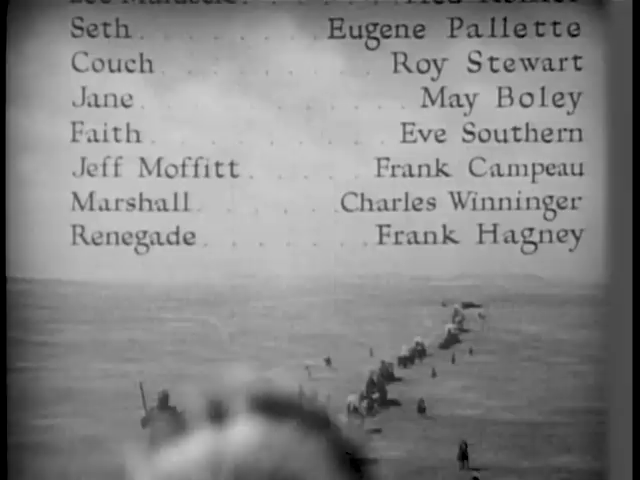 Seth . . . . . . Eugene Pallette
Couch . . . . . . Roy Stewart
Jane . . . . . . May Boley
Faith . . . . . . Eve Southern
Jeff Moffitt . . . . Frank Campeau
Marshall . . . . Charles Winninger
Renegade . . . . . Frank Hagney